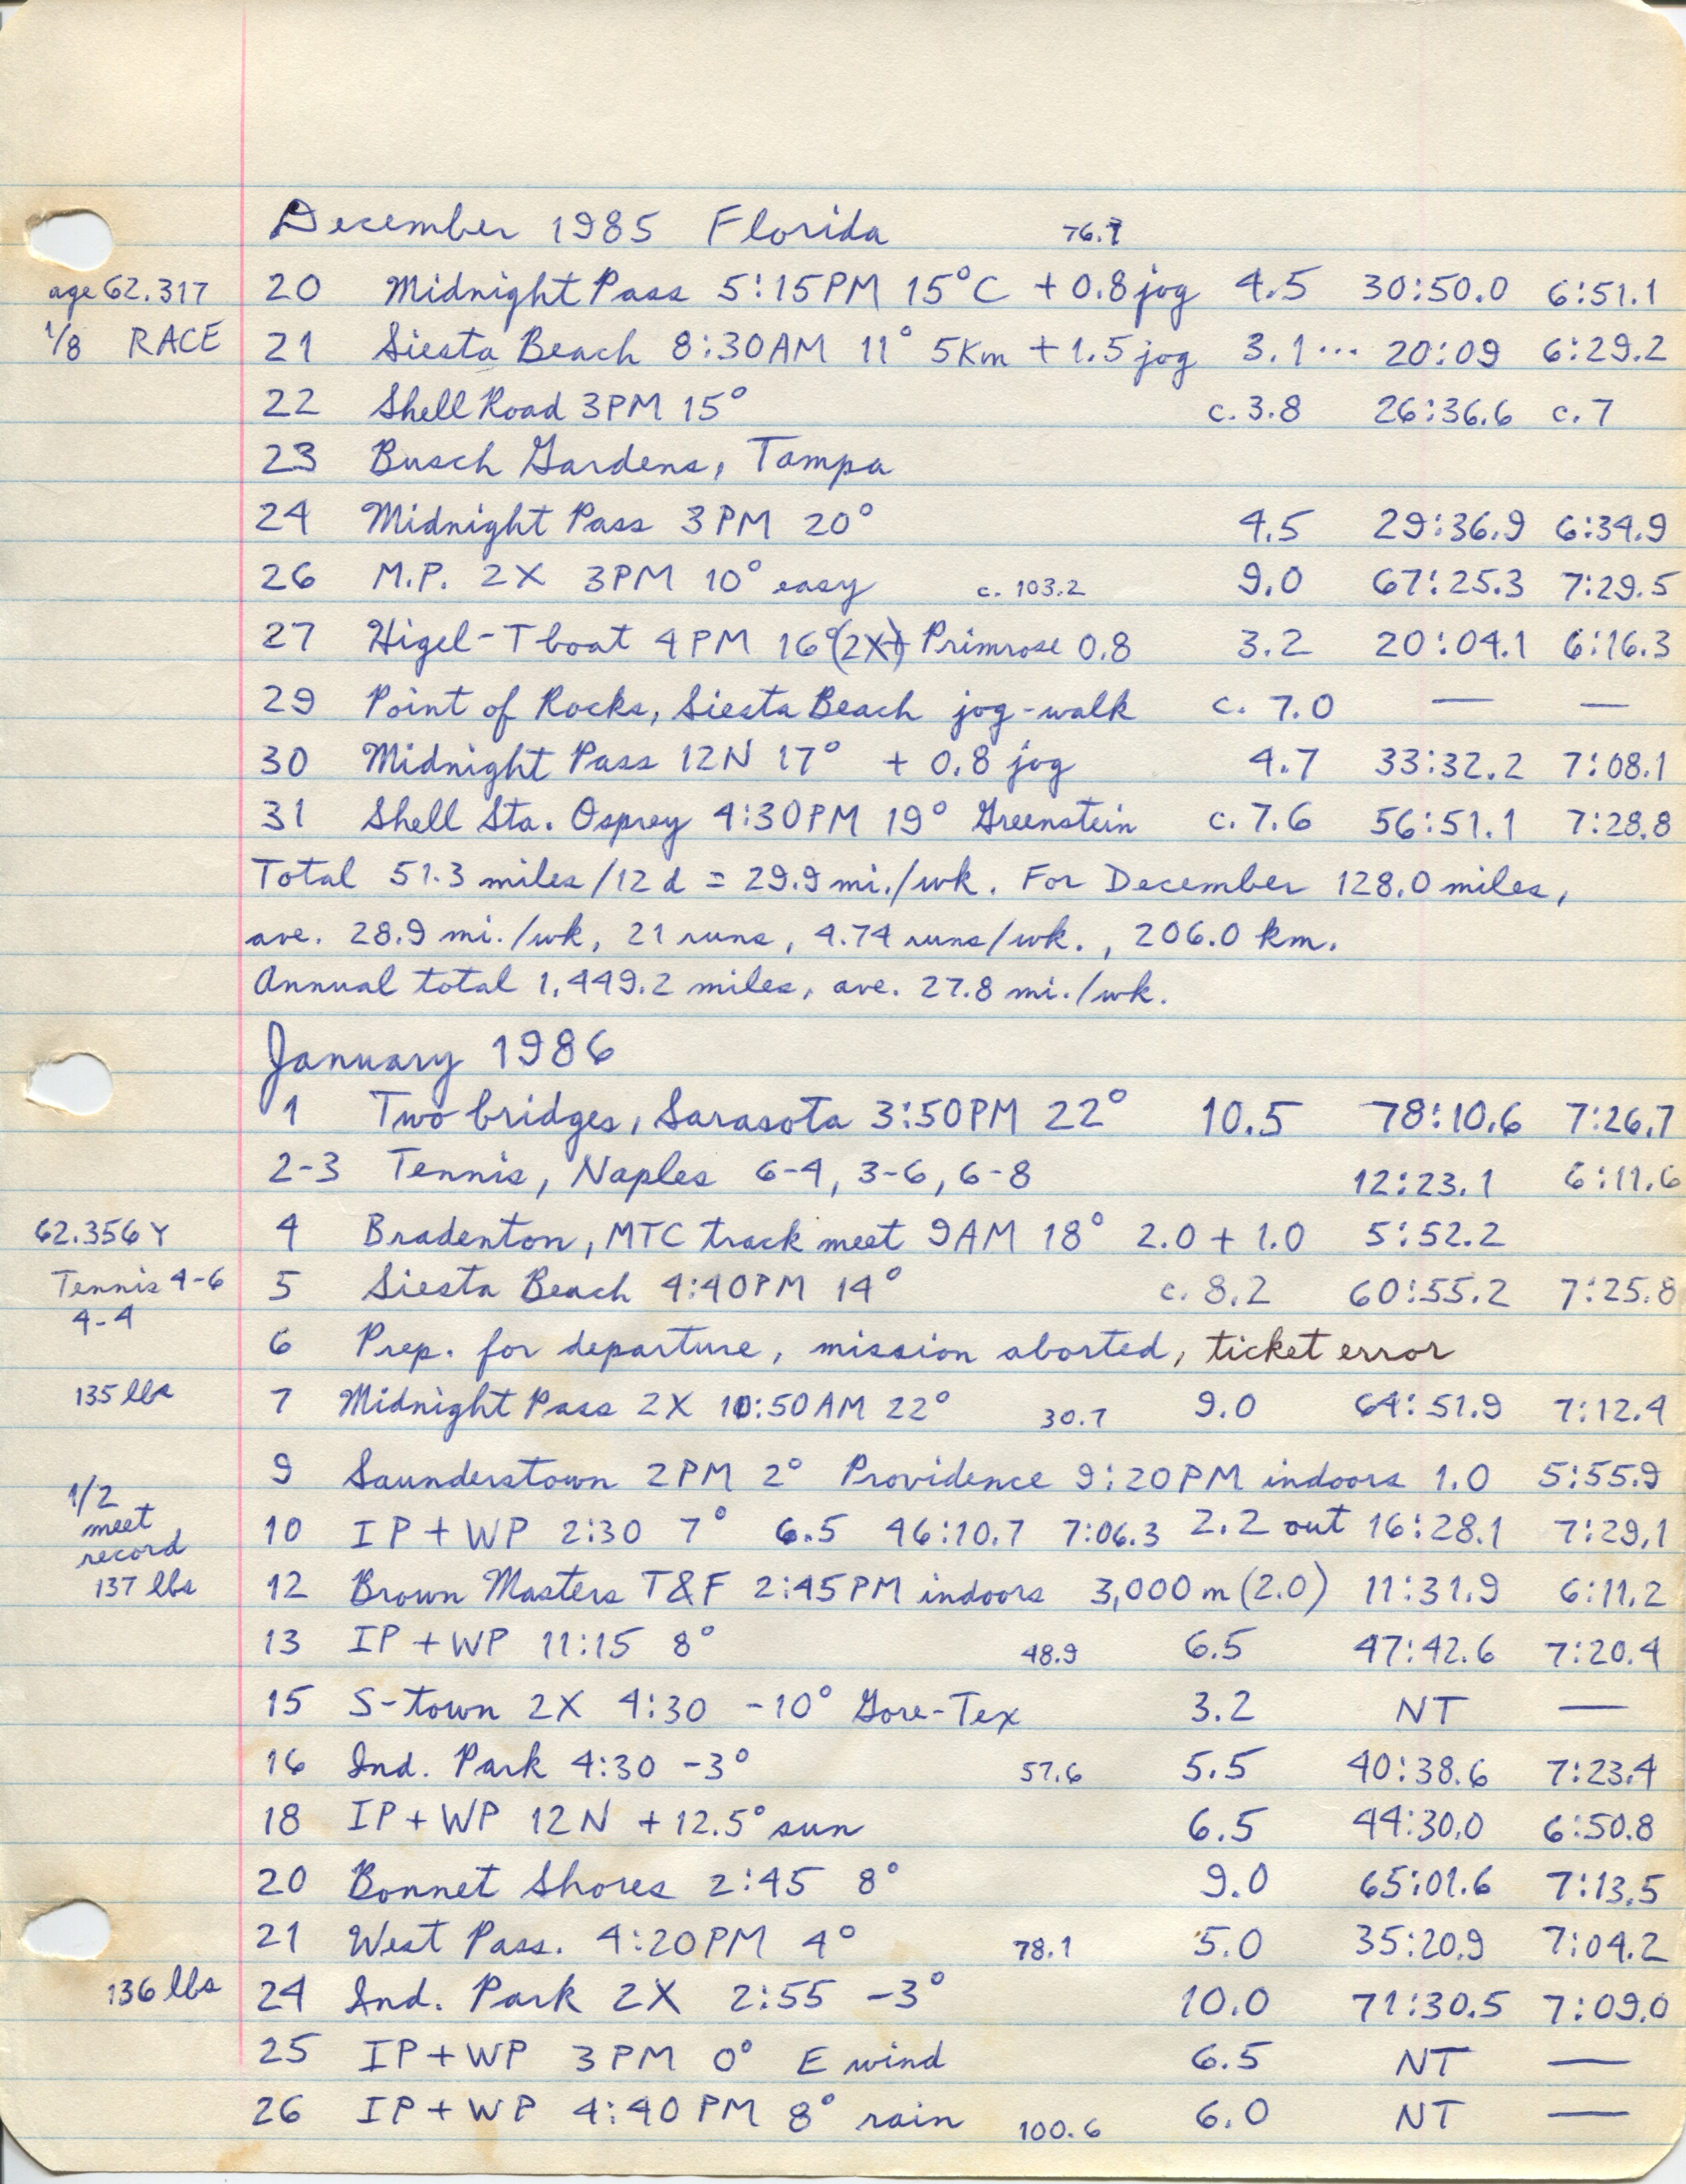 December 1985 Florida 76.7
age 62.317 20 Midnight Pass 5:15PM 15°C + 0.8 jog 4.5 30:50.0 6:51.1
1/8 RACE 21 Siesta Beach 8:30AM 11° 5Km + 1.5 jog 3.1... 20:09 6:29.2
22 Shell Road 3PM 15° c. 3.8 26:36.6 c. 7
23 Busch Gardens, Tampa
24 Midnight Pass 3PM 20° 4.5 29:36.9 6:34.9
26 M.P. 2X 3PM 10° easy c. 103.2 9.0 67:25.3 7:29.5
27 Higel-T boat 4PM 16° (2X) Primrose 0.8 3.2 20:04.1 6:16.3
29 Point of Rocks, Siesta Beach jog-walk c. 7.0 — —
30 Midnight Pass 12N 17° + 0.8 jog 4.7 33:32.2 7:08.1
31 Shell Sta. Osprey 4:30PM 19° Greenstein c. 7.6 56:51.1 7:28.8
Total 51.3 miles/12 d = 29.9 mi./wk. For December 128.0 miles,
ave. 28.9 mi./wk, 21 runs, 4.74 runs/wk., 206.0 km.
Annual total 1,449.2 miles, ave. 27.8 mi./wk.
January 1986
1 Two bridges, Sarasota 3:50PM 22° 10.5 78:10.6 7:26.7
2-3 Tennis, Naples 6-4, 3-6, 6-8 12:23.1 6:11.6
62.356Y 4 Bradenton, MTC track meet 9AM 18° 2.0 + 1.0 5:52.2
Tennis 4-6 5 Siesta Beach 4:40PM 14° c. 8.2 60:55.2 7:25.8
4-4
6 Prep. for departure, mission aborted, ticket error
135 lbs 7 Midnight Pass 2X 10:50AM 22° 30.7 9.0 64:51.9 7:12.4
9 Saunderstown 2PM 2° Providence 9:20PM indoors 1.0 5:55.9
1/2
meet
record
10 IP + WP 2:30 7° 6.5 46:10.7 7:06.3 2.2 out 16:28.1 7:29.1
137 lbs 12 Brown Masters T&F 2:45PM indoors 3,000 m (2.0) 11:31.9 6:11.2
13 IP + WP 11:15 8° 48.9 6.5 47:42.6 7:20.4
15 S-town 2X 4:30 -10° Gore-Tex 3.2 NT —
16 Ind. Park 4:30 -3° 57.6 5.5 40:38.6 7:23.4
18 IP + WP 12N +12.5° sun 6.5 44:30.0 6:50.8
20 Bonnet Shores 2:45 8° 9.0 65:01.6 7:13.5
21 West Pass. 4:20PM 4° 78.1 5.0 35:20.9 7:04.2
136 lbs 24 Ind. Park 2X 2:55 -3° 10.0 71:30.5 7:09.0
25 IP + WP 3PM 0° E wind 6.5 NT —
26 IP + WP 4:40PM 8° rain 100.6 6.0 NT —